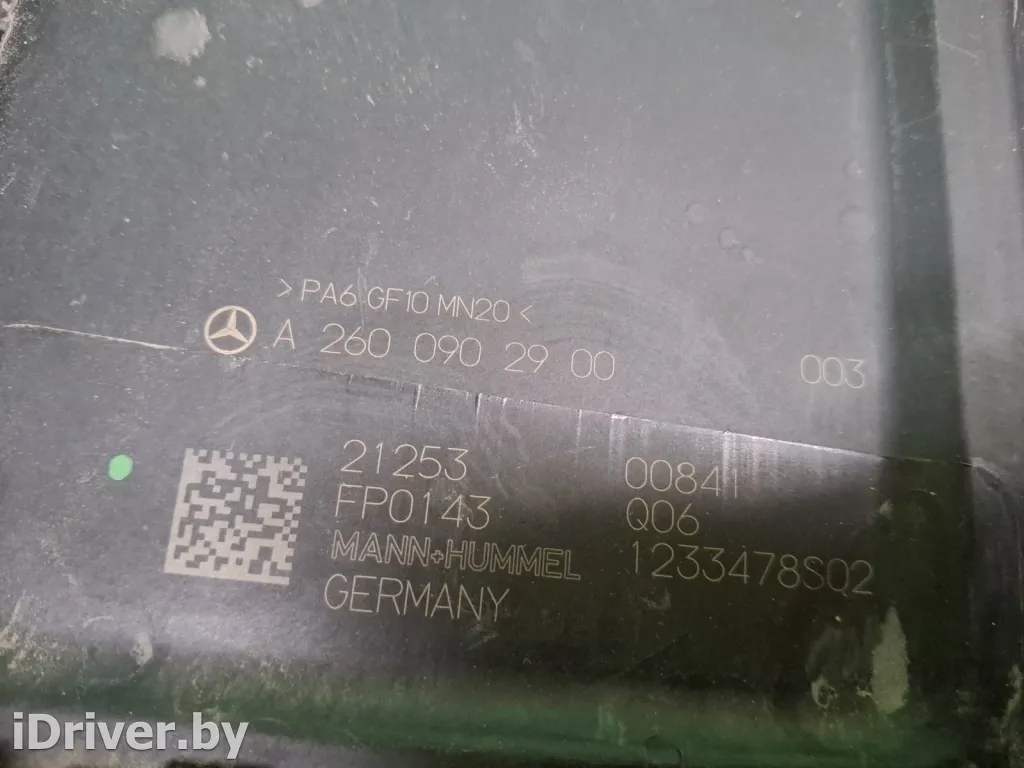 >PA6 GF10 MN20<
A 260 090 29 00 003
21253 00841
FP0143 Q06
MANN+HUMMEL 1233478S02
GERMANY
iDriver.by